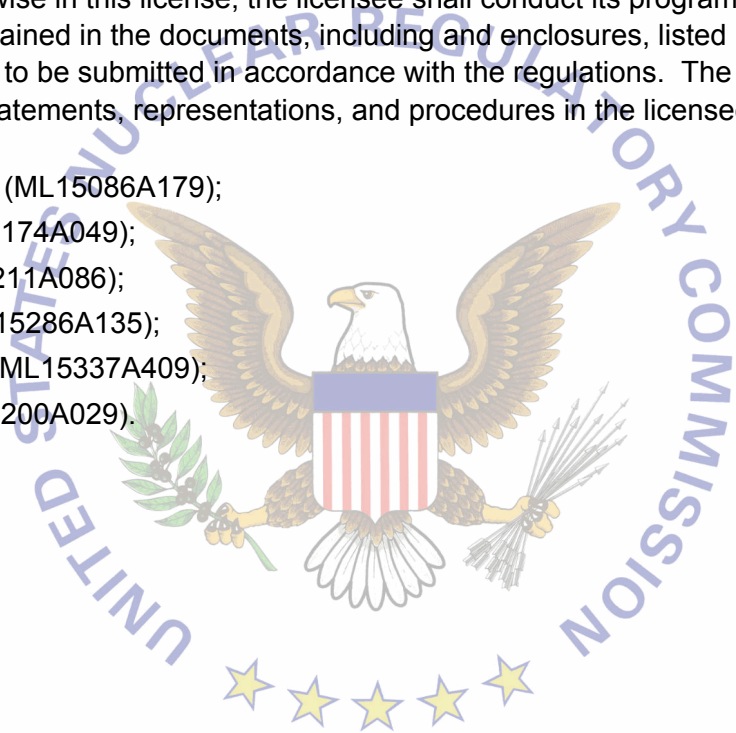 wise in this license, the licensee shall conduct its program
ained in the documents, including and enclosures, listed
to be submitted in accordance with the regulations. The
atements, representations, and procedures in the license
(ML15086A179);
174A049);
211A086);
15286A135);
ML15337A409);
200A029).
UNITED STATES NUCLEAR REGULATORY COMMISSION